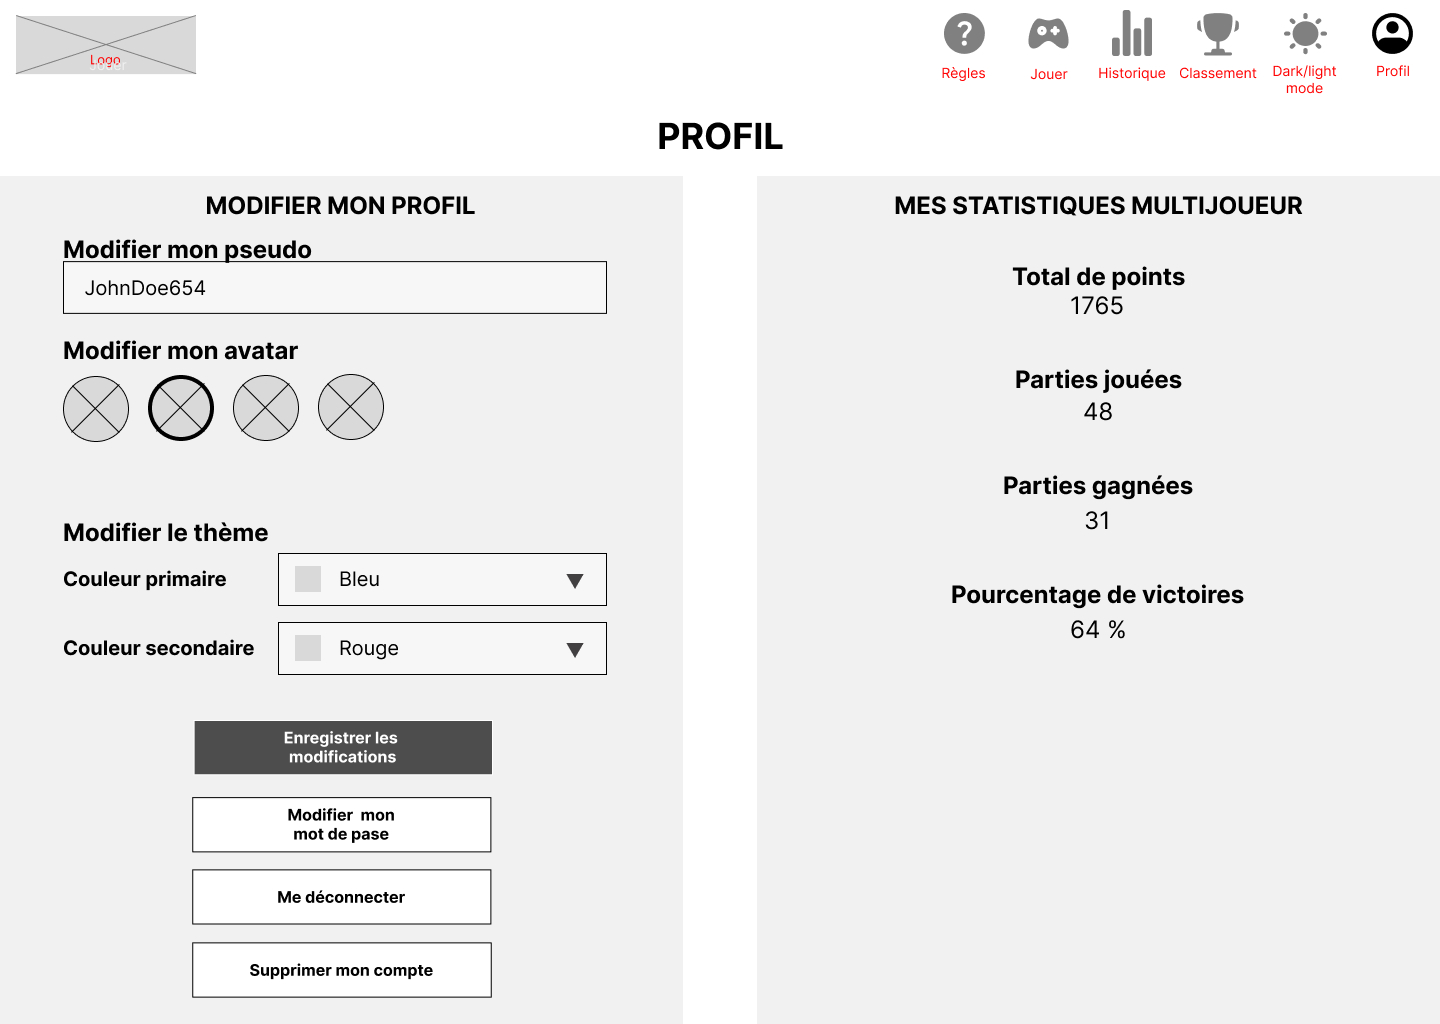 Logo
Règles
Jouer
Historique
Classement
Dark/light
mode
Profil
PROFIL
MODIFIER MON PROFIL
Modifier mon pseudo
JohnDoe654
Modifier mon avatar
Modifier le thème
Couleur primaire
Bleu
Couleur secondaire
Rouge
Enregistrer les
modifications
Modifier mon
mot de pase
Me déconnecter
Supprimer mon compte
MES STATISTIQUES MULTIJOUEUR
Total de points
1765
Parties jouées
48
Parties gagnées
31
Pourcentage de victoires
64 %